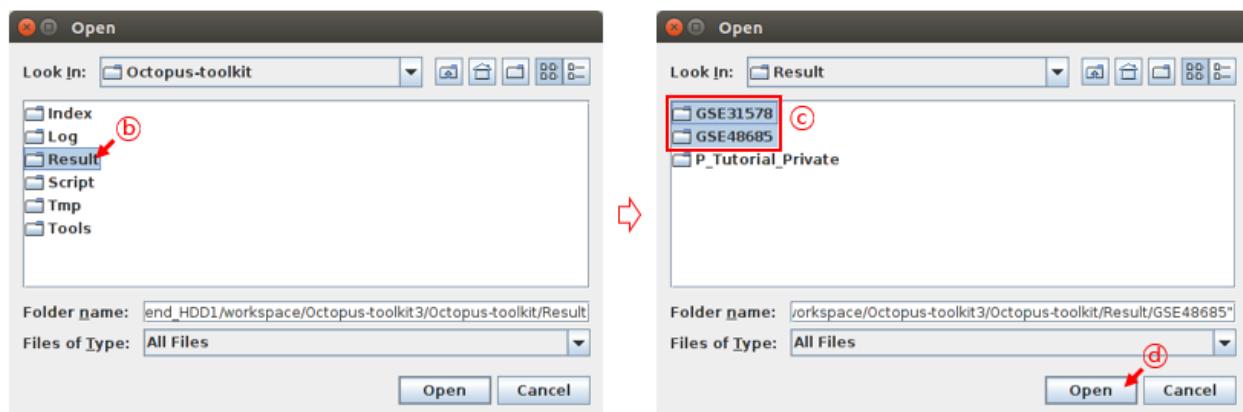 Open
Look In: Octopus-toolkit
Index
Log
ⓑ
Result
Script
Tmp
Tools
Folder name: end_HDD1/workspace/Octopus-toolkit3/Octopus-toolkit/Result
Files of Type: All Files
Open Cancel
Open
Look In: Result
GSE31578
ⓒ
GSE48685
P_Tutorial_Private
Folder name: /orkspace/Octopus-toolkit3/Octopus-toolkit/Result/GSE48685"
Files of Type: All Files
ⓓ
Open Cancel